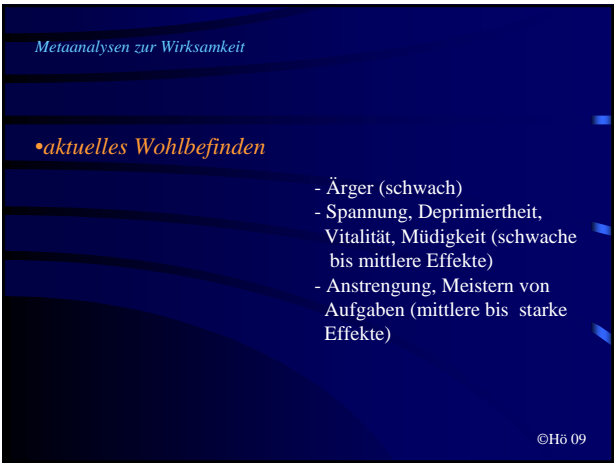 Metaanalysen zur Wirksamkeit
•aktuelles Wohlbefinden
- Ärger (schwach)
- Spannung, Deprimiertheit,
Vitalität, Müdigkeit (schwache
bis mittlere Effekte)
- Anstrengung, Meistern von
Aufgaben (mittlere bis starke
Effekte)
©Hö 09